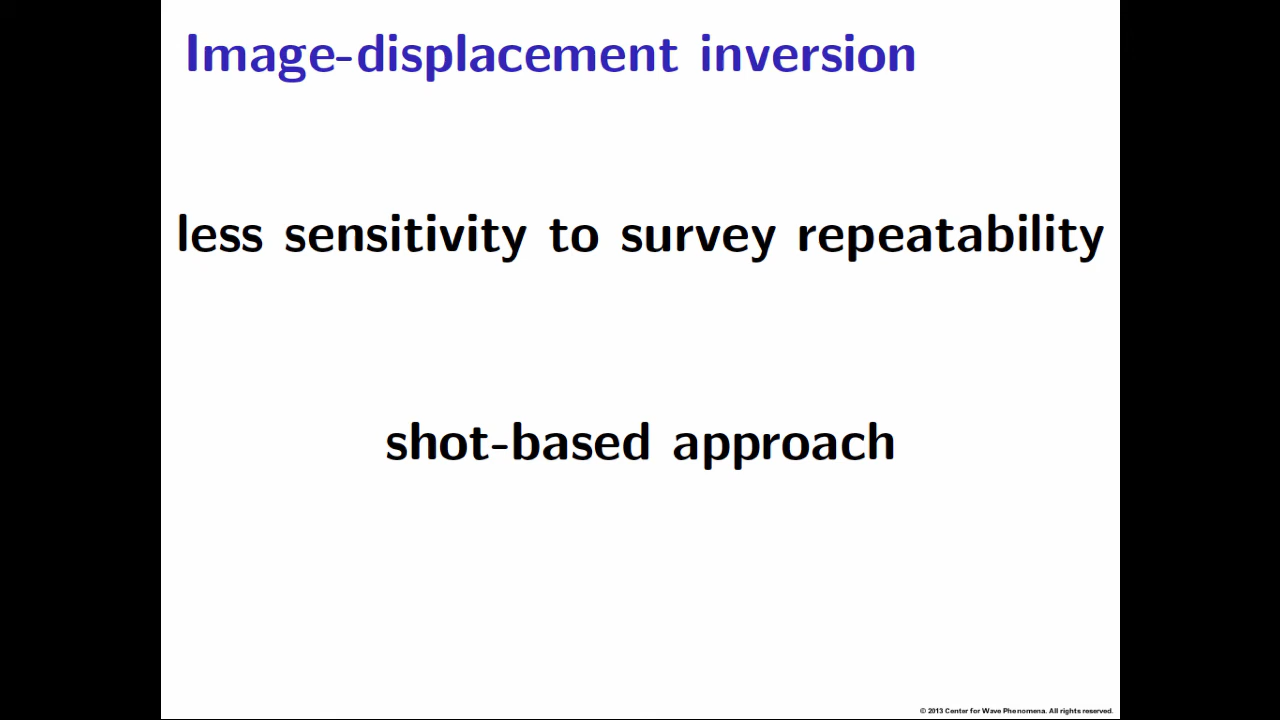 Image-displacement inversion
less sensitivity to survey repeatability
shot-based approach
© 2013 Center for Wave Phenomena. All rights reserved.